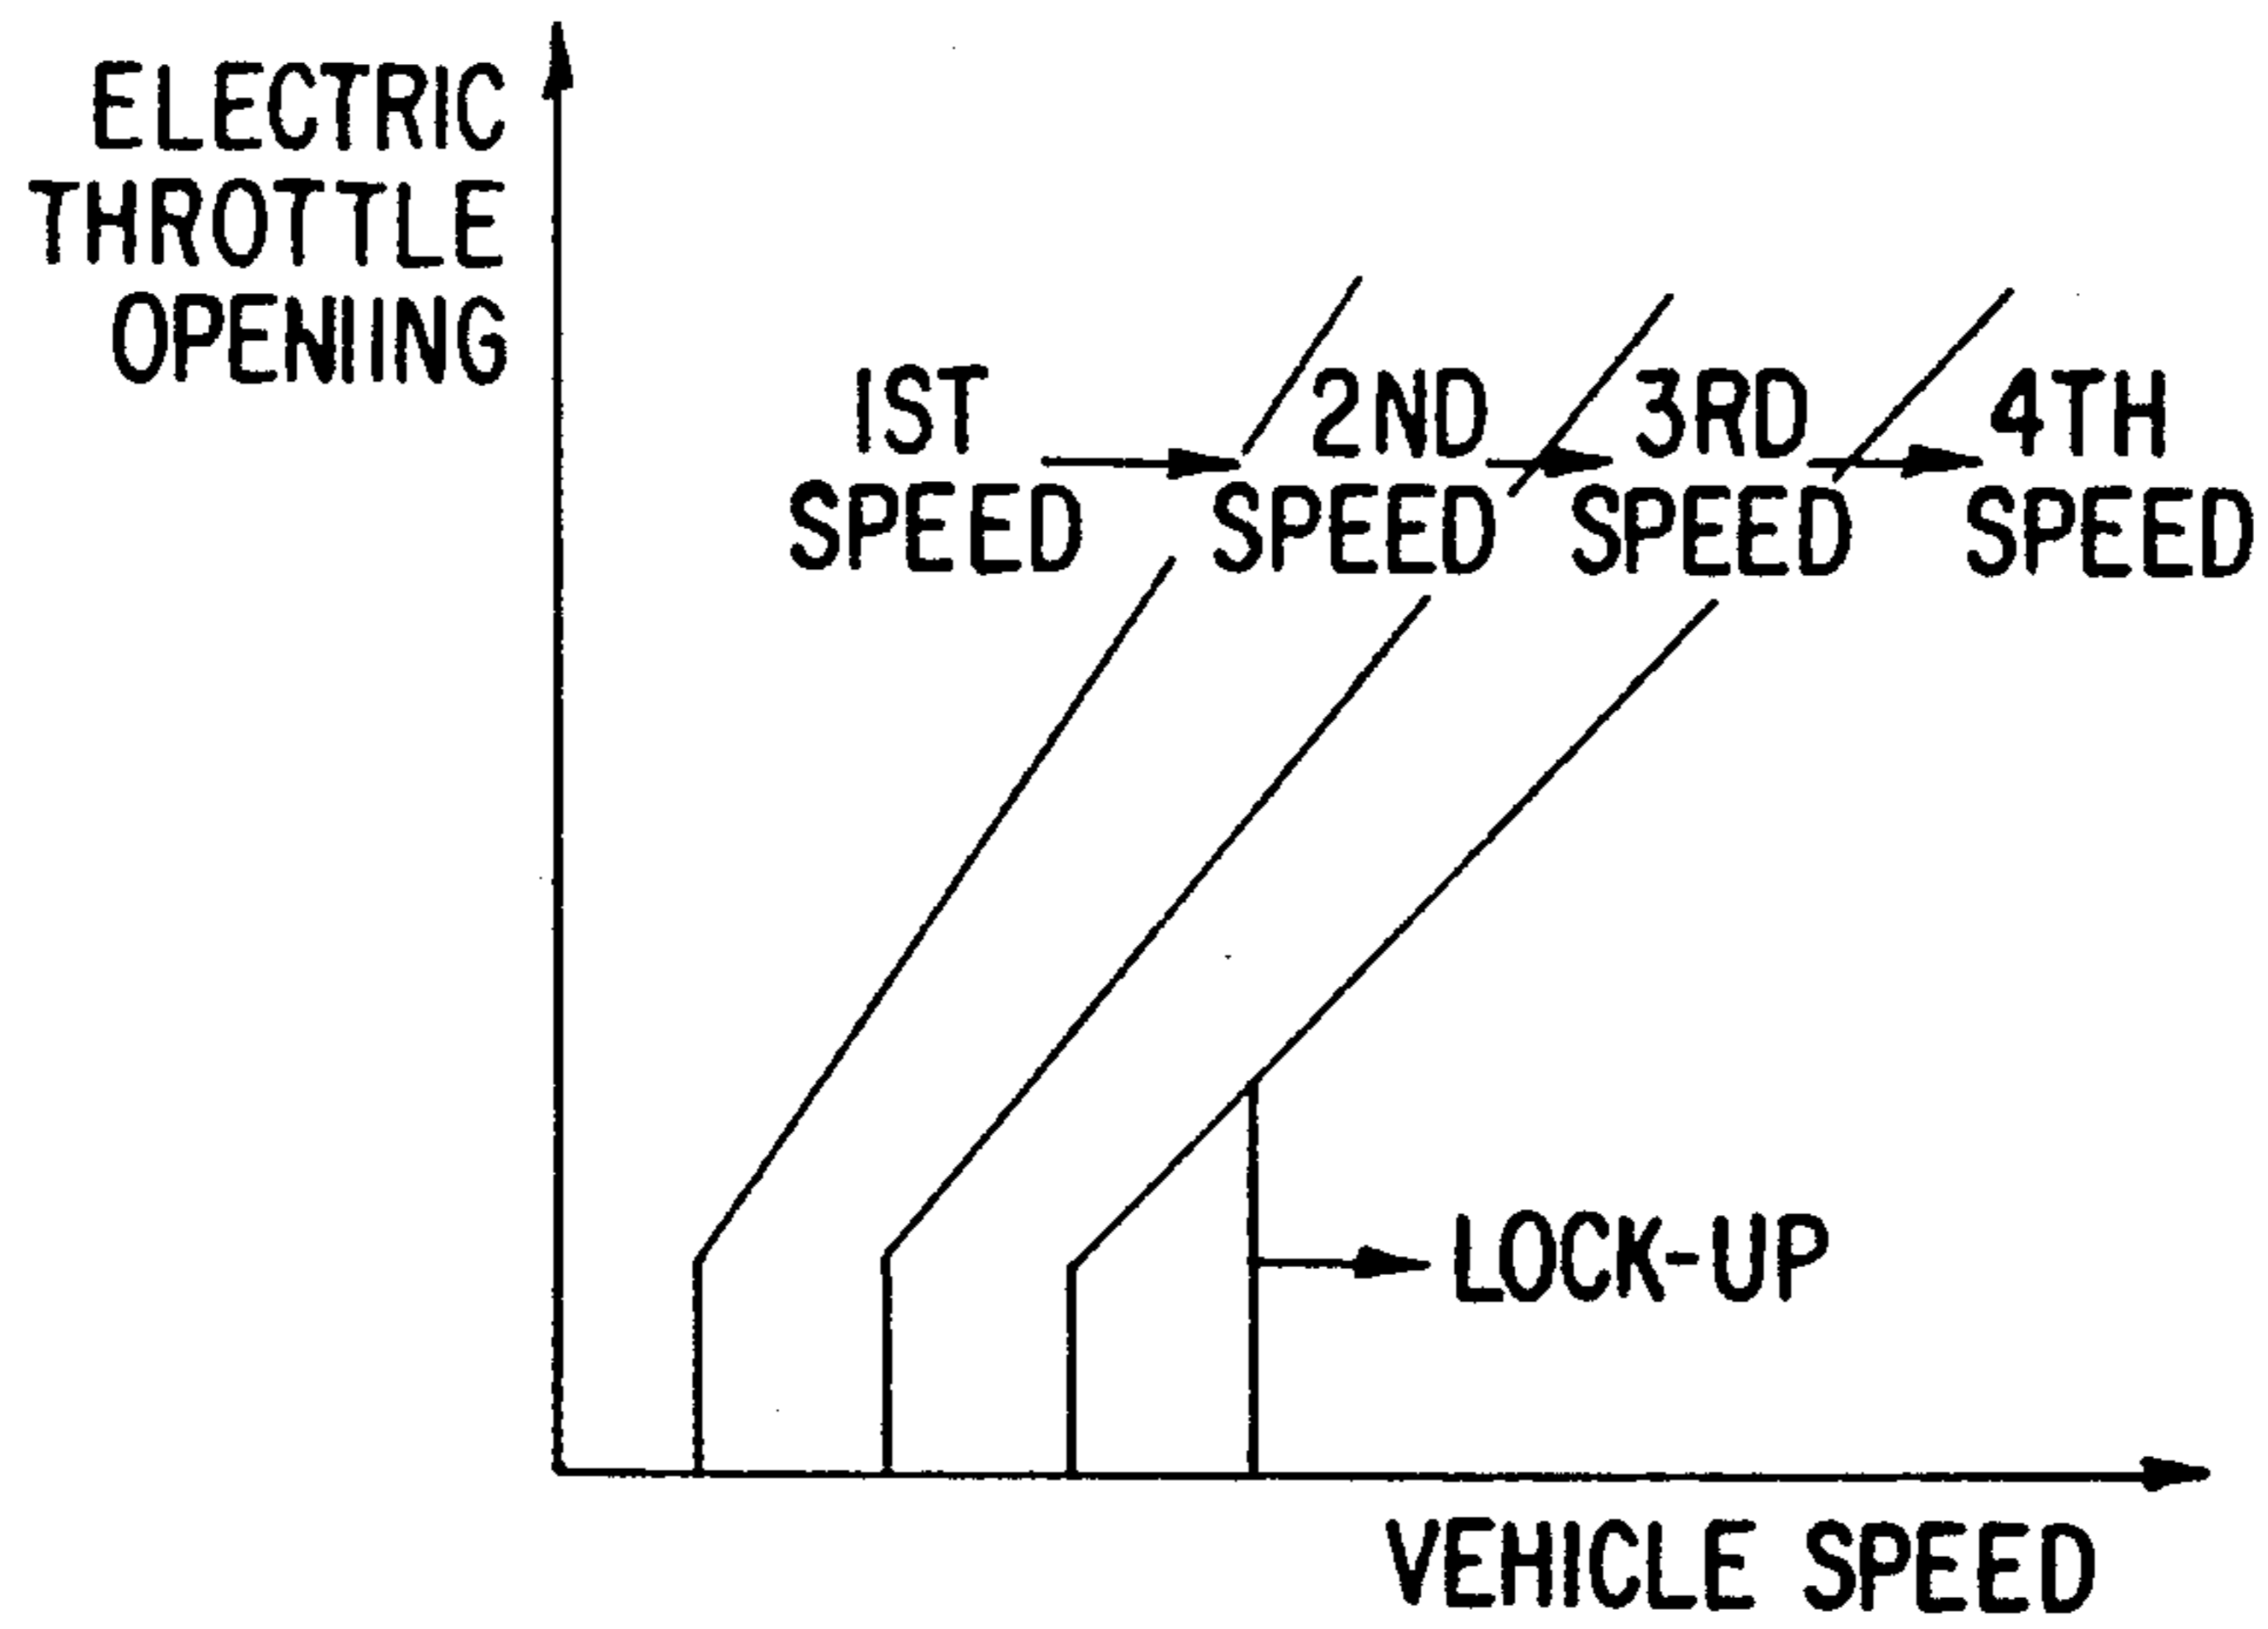 ELECTRIC
THROTTLE
OPENIING
1ST
SPEED
2ND
SPEED
3RD
SPEED
4TH
SPEED
LOCK-UP
VEHICLE SPEED